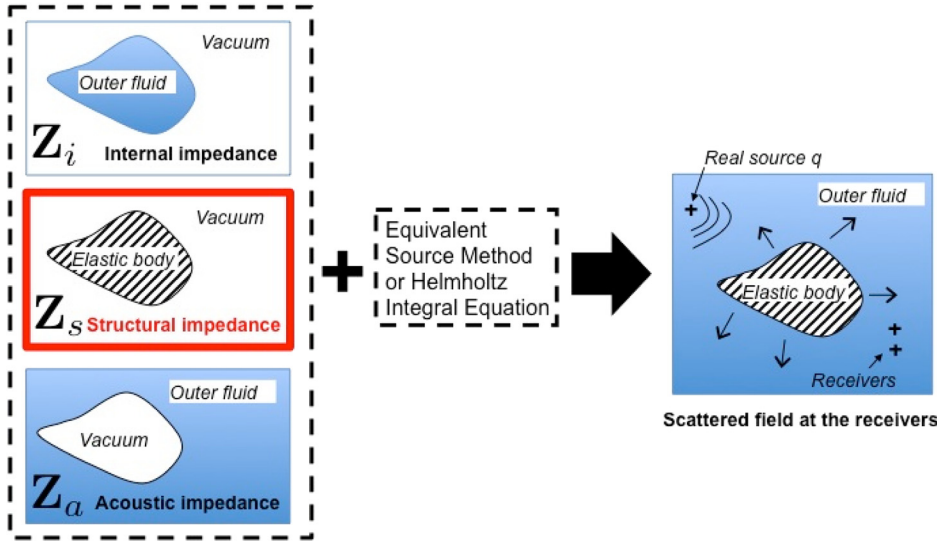 Vacuum
Outer fluid
Z_i Internal impedance
Vacuum
Elastic body
Z_s Structural impedance
Outer fluid
Vacuum
Z_a Acoustic impedance
+
Equivalent
Source Method
or Helmholtz
Integral Equation
Real source q
+
Outer fluid
Elastic body
+
+
Receivers
Scattered field at the receivers